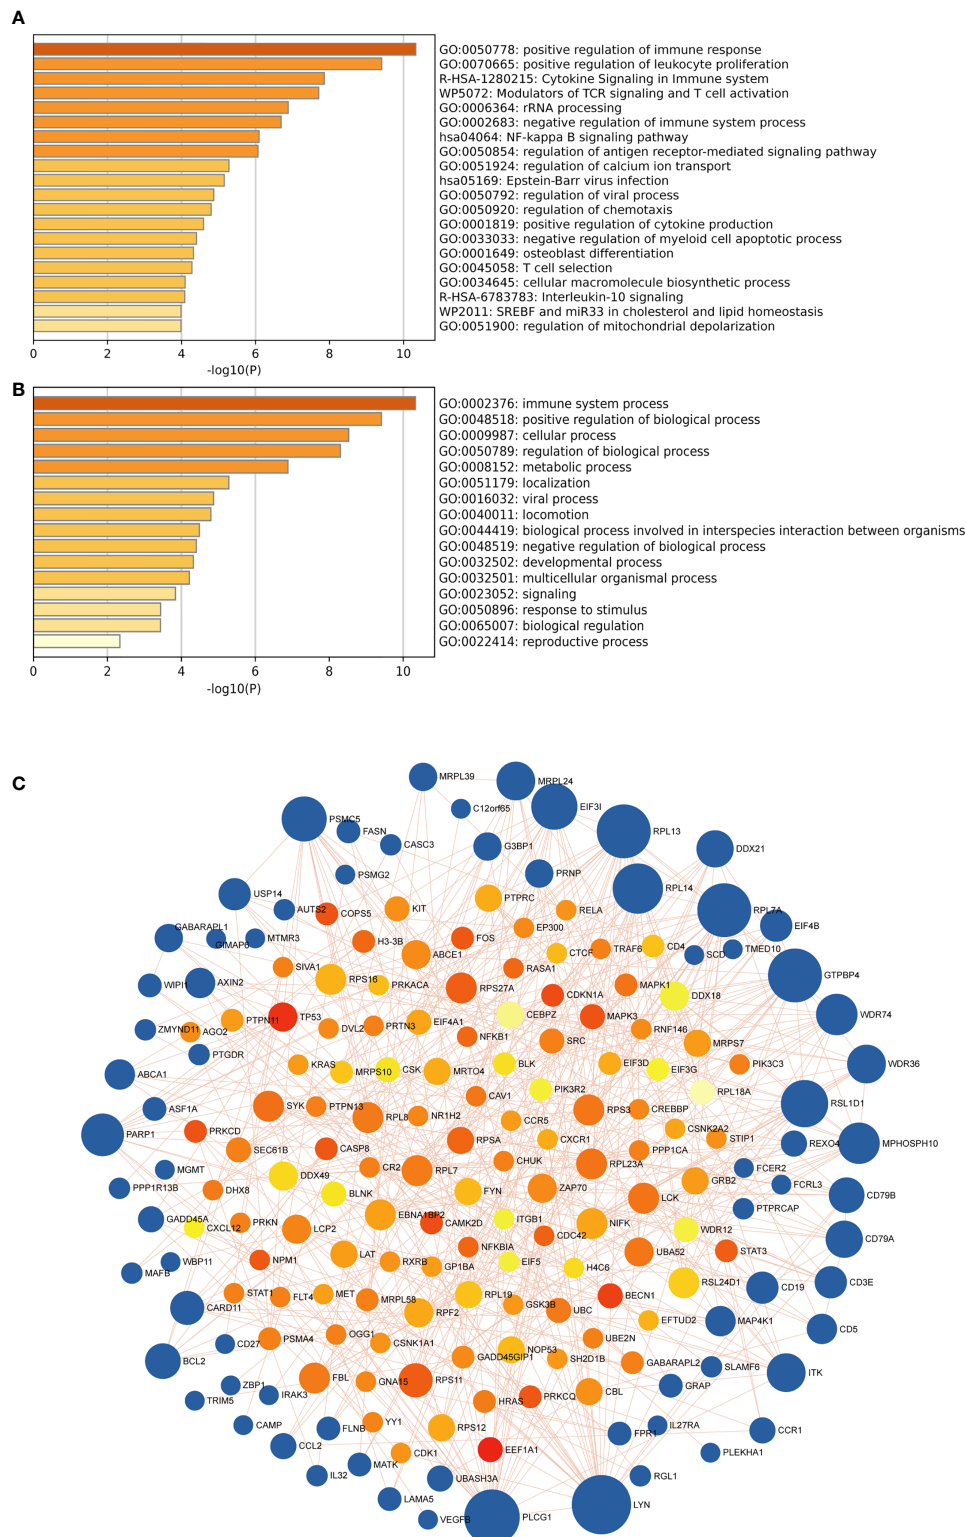 A
GO:0050778: positive regulation of immune response
GO:0070665: positive regulation of leukocyte proliferation
R-HSA-1280215: Cytokine Signaling in Immune system
WP5072: Modulators of TCR signaling and T cell activation
GO:0006364: rRNA processing
GO:0002683: negative regulation of immune system process
hsa04064: NF-kappa B signaling pathway
GO:0050854: regulation of antigen receptor-mediated signaling pathway
GO:0051924: regulation of calcium ion transport
hsa05169: Epstein-Barr virus infection
GO:0050792: regulation of viral process
GO:0050920: regulation of chemotaxis
GO:0001819: positive regulation of cytokine production
GO:0033033: negative regulation of myeloid cell apoptotic process
GO:0001649: osteoblast differentiation
GO:0045058: T cell selection
GO:0034645: cellular macromolecule biosynthetic process
R-HSA-6783783: Interleukin-10 signaling
WP2011: SREBF and miR33 in cholesterol and lipid homeostasis
GO:0051900: regulation of mitochondrial depolarization
0 2 4 6 8 10
-log10(P)
B
GO:0002376: immune system process
GO:0048518: positive regulation of biological process
GO:0009987: cellular process
GO:0050789: regulation of biological process
GO:0008152: metabolic process
GO:0051179: localization
GO:0016032: viral process
GO:0040011: locomotion
GO:0044419: biological process involved in interspecies interaction between organisms
GO:0048519: negative regulation of biological process
GO:0032502: developmental process
GO:0032501: multicellular organismal process
GO:0023052: signaling
GO:0050896: response to stimulus
GO:0065007: biological regulation
GO:0022414: reproductive process
0 2 4 6 8 10
-log10(P)
C
MRPL39 MRPL24
C12orf65 EIF3I
PSMC5 FASN RPL13
CASC3 G3BP1 DDX21
PSMG2 PRNP RPL14
USP14 PTPRC
AUTS2 COPS5 KIT RELA RPL7A
GABARAPL1 EP300 EIF4B
GIMAP6 MTMR3 H3-3B FOS TRAF6 CD4 TMED10
ABCE1 CTCF SCD
SIVA1 RASA1 GTPBP4
WIPI1 AXIN2 RPS16 PRKACA RPS27A MAPK1
CDKN1A DDX18
ZMYND11 PTPN11 TP53 CEBPZ MAPK3 WDR74
AGO2 DVL2 PRTN3 EIF4A1 NFKB1 SRC RNF146 MRPS7
PTGDR KRAS CSK BLK EIF3D PIK3C3 WDR36
ABCA1 MRPS10 MRTO4 EIF3G
PIK3R2 RPL18A
ASF1A SYK PTPN13 RPL8 NR1H2 CAV1 RPS3 CREBBP RSL1D1
PARP1 PRKCD CCR5 CXCR1 CSNK2A2 STIP1 REXO4 MPHOSPH10
SEC61B CASP8 RPSA PPP1CA
MGMT DDX49 CR2 RPL7 CHUK RPL23A FCER2
PPP1R13B DHX8 BLNK FYN ZAP70 LCK GRB2 FCRL3 CD79B
GADD45A CXCL12 PRKN LCP2 EBNA1BP2 CAMK2D ITGB1 NIFK WDR12 PTPRCAP
CDC42 CD79A
WBP11 NPM1 LAT RXRB GP1BA NFKBIA EIF5 UBA52 STAT3
MAFB H4C6
STAT1 FLT4 MET MRPL58 RPL19 BECN1 RSL24D1 CD19 CD3E
CARD11 RPF2 GSK3B UBC EFTUD2 MAP4K1 CD5
CD27 PSMA4 OGG1 CSNK1A1 NOP53 UBE2N
BCL2 GADD45GIP1 SH2D1B GABARAPL2 SLAMF6 ITK
ZBP1 FBL GNA15 RPS11 GRAP
TRIM5 IRAK3 HRAS PRKCQ CBL
CAMP FLNB YY1 RPS12 FPR1 IL27RA CCR1
CCL2 CDK1 EEF1A1 PLEKHA1
IL32 MATK UBASH3A RGL1
LAMA5 LYN
VEGFB PLCG1